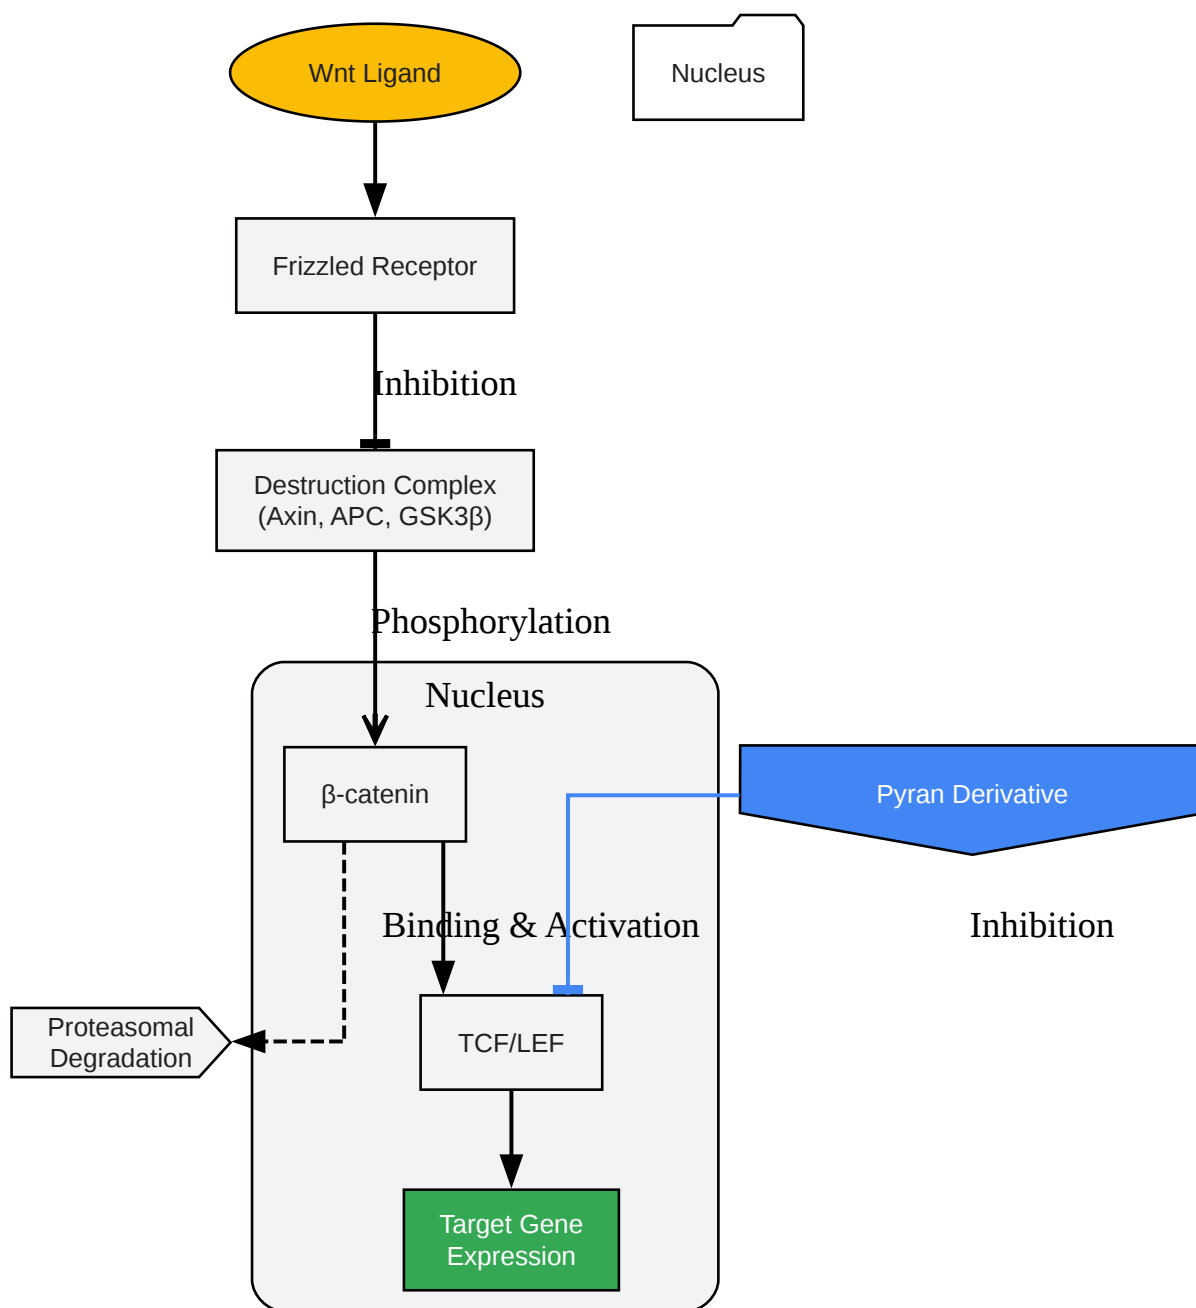 Wnt Ligand
Nucleus
Frizzled Receptor
Inhibition
Destruction Complex
(Axin, APC, GSK3β)
Phosphorylation
Nucleus
β-catenin
Pyran Derivative
Binding & Activation
Inhibition
Proteasomal
Degradation
TCF/LEF
Target Gene
Expression